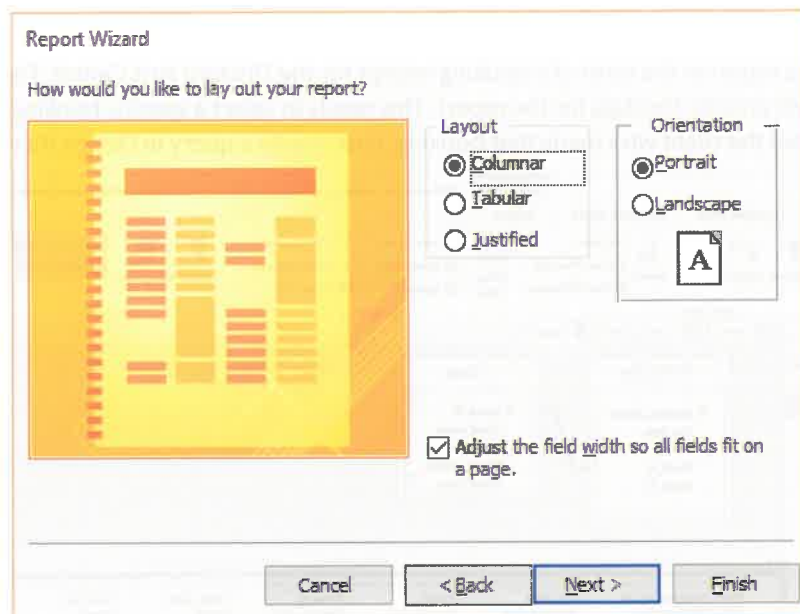 Report Wizard
How would you like to lay out your report?
Layout
Columnar
Tabular
Justified
Orientation
Portrait
Landscape
A
Adjust the field width so all fields fit on
a page.
Cancel
< Back
Next >
Finish